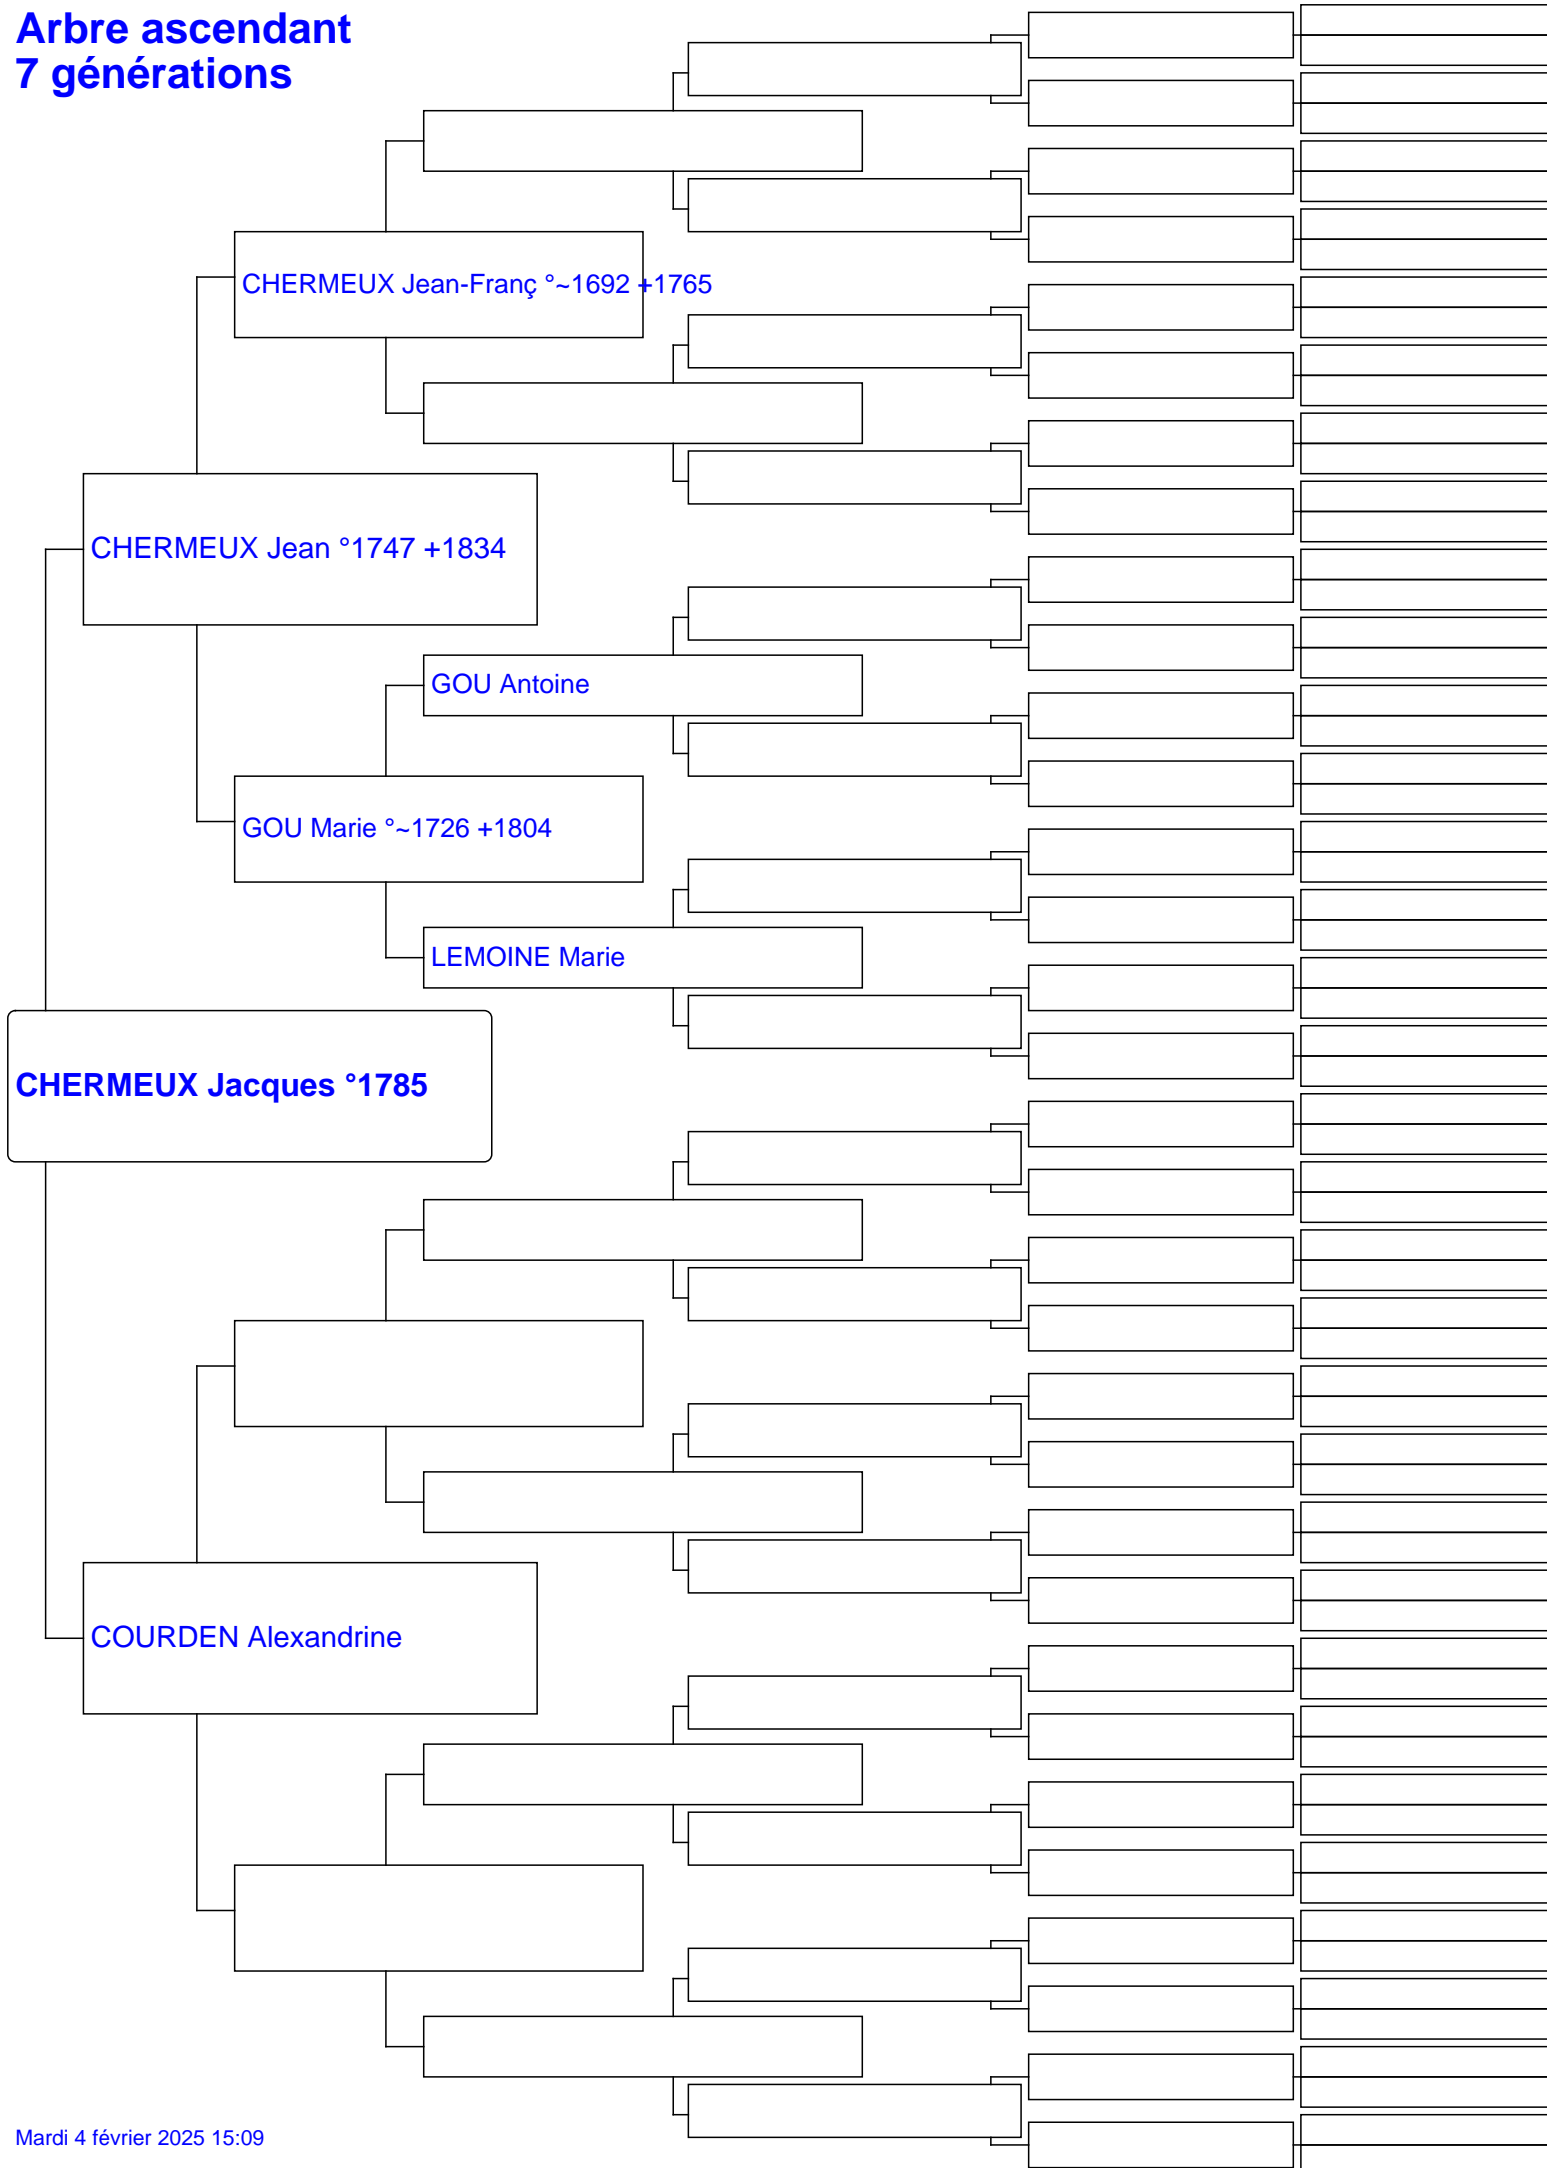 Arbre ascendant
7 générations
CHERMEUX Jean-Franç °~1692 +1765
CHERMEUX Jean °1747 +1834
GOU Antoine
GOU Marie °~1726 +1804
LEMOINE Marie
CHERMEUX Jacques °1785
COURDEN Alexandrine
Mardi 4 février 2025 15:09